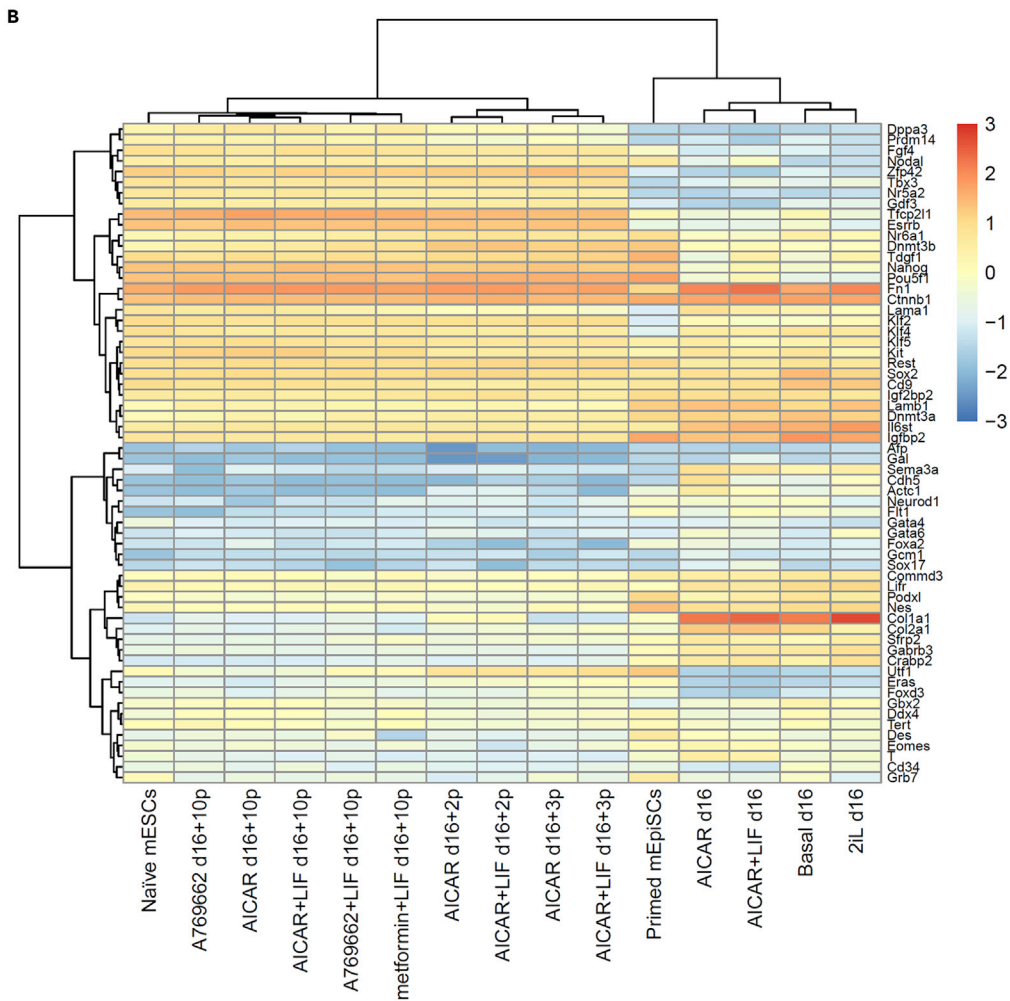 B
3
2
1
0
−1
−2
−3
Dppa3
Prdm14
Fgf4
Nodal
Zfp42
Tbx3
Nr5a2
Gdf3
Tfcp2l1
Esrrb
Nr6a1
Dnmt3b
Tdgf1
Nanog
Pou5f1
Fn1
Ctnnb1
Lama1
Klf2
Klf4
Klf5
Kit
Rest
Sox2
Cd9
Igf2bp2
Lamb1
Dnmt3a
Il6st
Igfbp2
Afp
Gal
Sema3a
Cdh5
Actc1
Neurod1
Flt1
Gata4
Gata6
Foxa2
Gcm1
Sox17
Commd3
Lifr
Podxl
Nes
Col1a1
Col2a1
Sfrp2
Gabrb3
Crabp2
Utf1
Eras
Foxd3
Gbx2
Ddx4
Tert
Des
Eomes
T
Cd34
Grb7
Naïve mESCs
A769662 d16+10p
AICAR d16+10p
AICAR+LIF d16+10p
A769662+LIF d16+10p
metformin+LIF d16+10p
AICAR d16+2p
AICAR+LIF d16+2p
AICAR d16+3p
AICAR+LIF d16+3p
Primed mEpiSCs
AICAR d16
AICAR+LIF d16
Basal d16
2iL d16